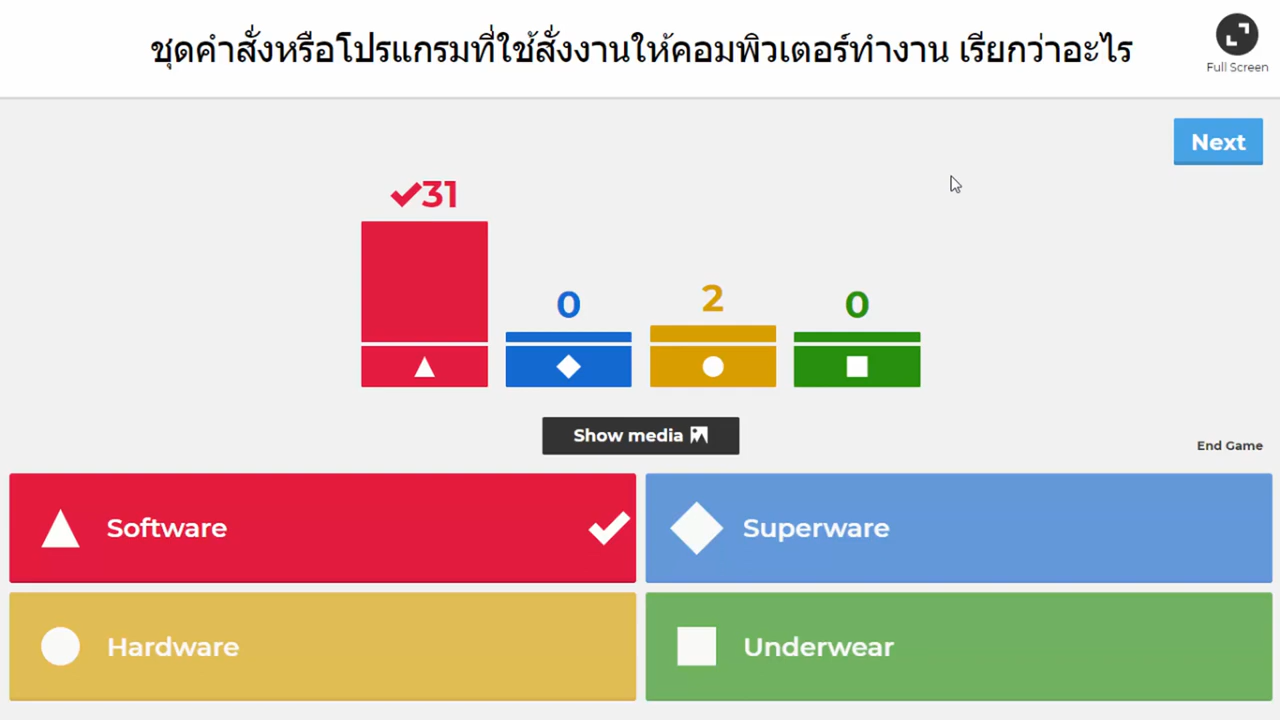 ชุดคำสั่งหรือโปรแกรมที่ใช้สั่งงานให้คอมพิวเตอร์ทำงาน เรียกว่าอะไร
Full Screen
Next
31
0
2
0
Show media
End Game
Software
Superware
Hardware
Underwear